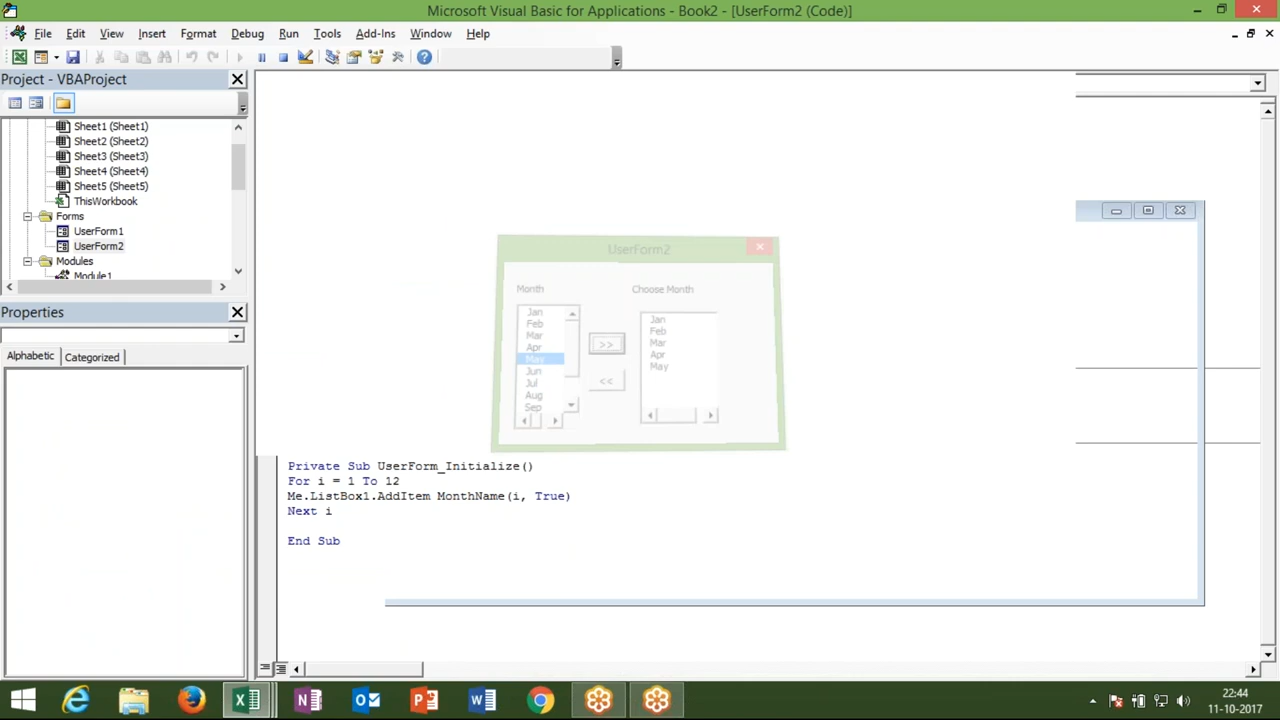 Microsoft Visual Basic for Applications - Book2 - [UserForm2 (Code)]
File Edit View Insert Format Debug Run Tools Add-Ins Window Help
Project - VBAProject
Sheet1 (Sheet1)
Sheet2 (Sheet2)
Sheet3 (Sheet3)
Sheet4 (Sheet4)
Sheet5 (Sheet5)
ThisWorkbook
Forms
UserForm1
UserForm2
Modules
Module1
Properties
Alphabetic Categorized
UserForm2
Month
Choose Month
Jan
Feb
Mar
Apr
May
Jun
Jul
Aug
Sep
>>
<<
Jan
Feb
Mar
Apr
May
Private Sub UserForm_Initialize()
For i = 1 To 12
Me.ListBox1.AddItem MonthName(i, True)
Next i
End Sub
22:44
11-10-2017